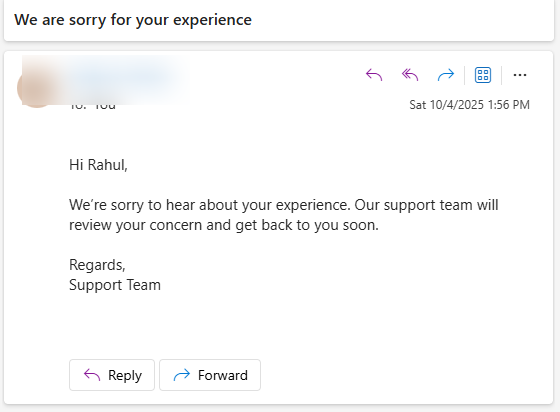 We are sorry for your experience
To: You
Sat 10/4/2025 1:56 PM
Hi Rahul,
We're sorry to hear about your experience. Our support team will
review your concern and get back to you soon.
Regards,
Support Team
Reply
Forward